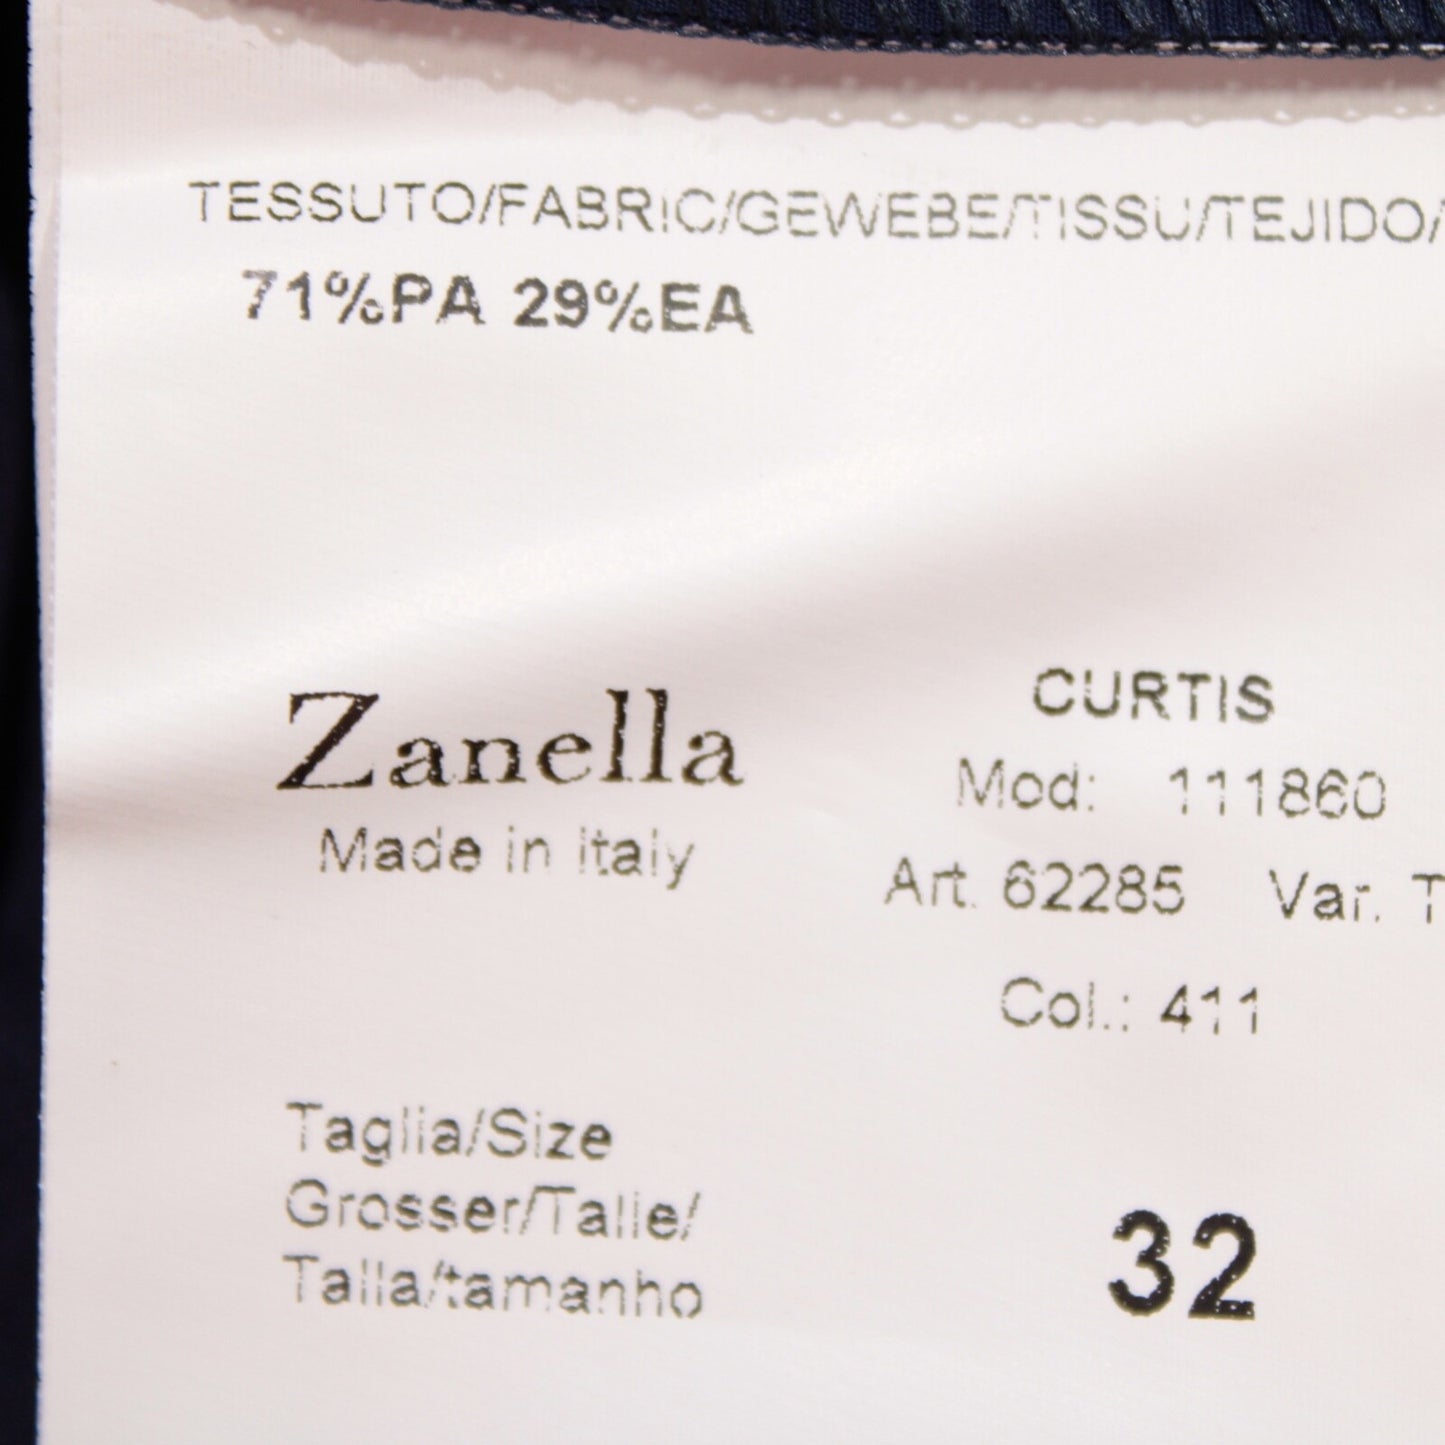 TESSUTO/FABRIC/GEWEBE/TISSU/TEJIDO/
71%PA 29%EA
Zanella
Made in Italy
CURTIS
Mod: 111860
Art. 62285 Var. T
Col.: 411
Taglia/Size
Grosser/Talle/
Talla/tamanho
32